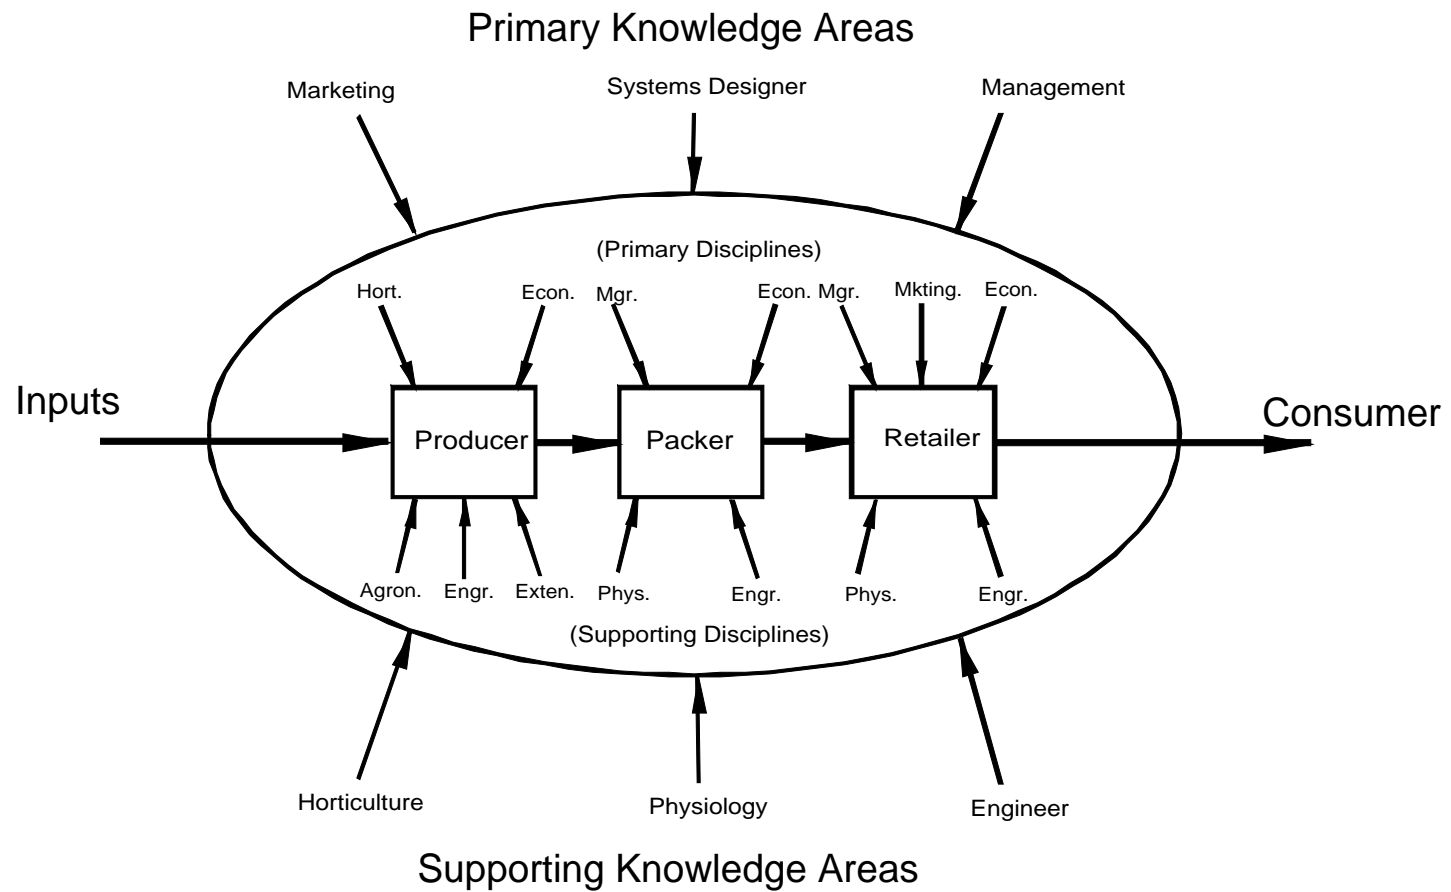 Primary Knowledge Areas
Marketing
Systems Designer
Management
(Primary Disciplines)
Hort.
Econ.
Mgr.
Econ.
Mgr.
Mkting.
Econ.
Inputs
Producer
Packer
Retailer
Consumer
Agron.
Engr.
Exten.
Phys.
Engr.
Phys.
Engr.
(Supporting Disciplines)
Horticulture
Physiology
Engineer
Supporting Knowledge Areas